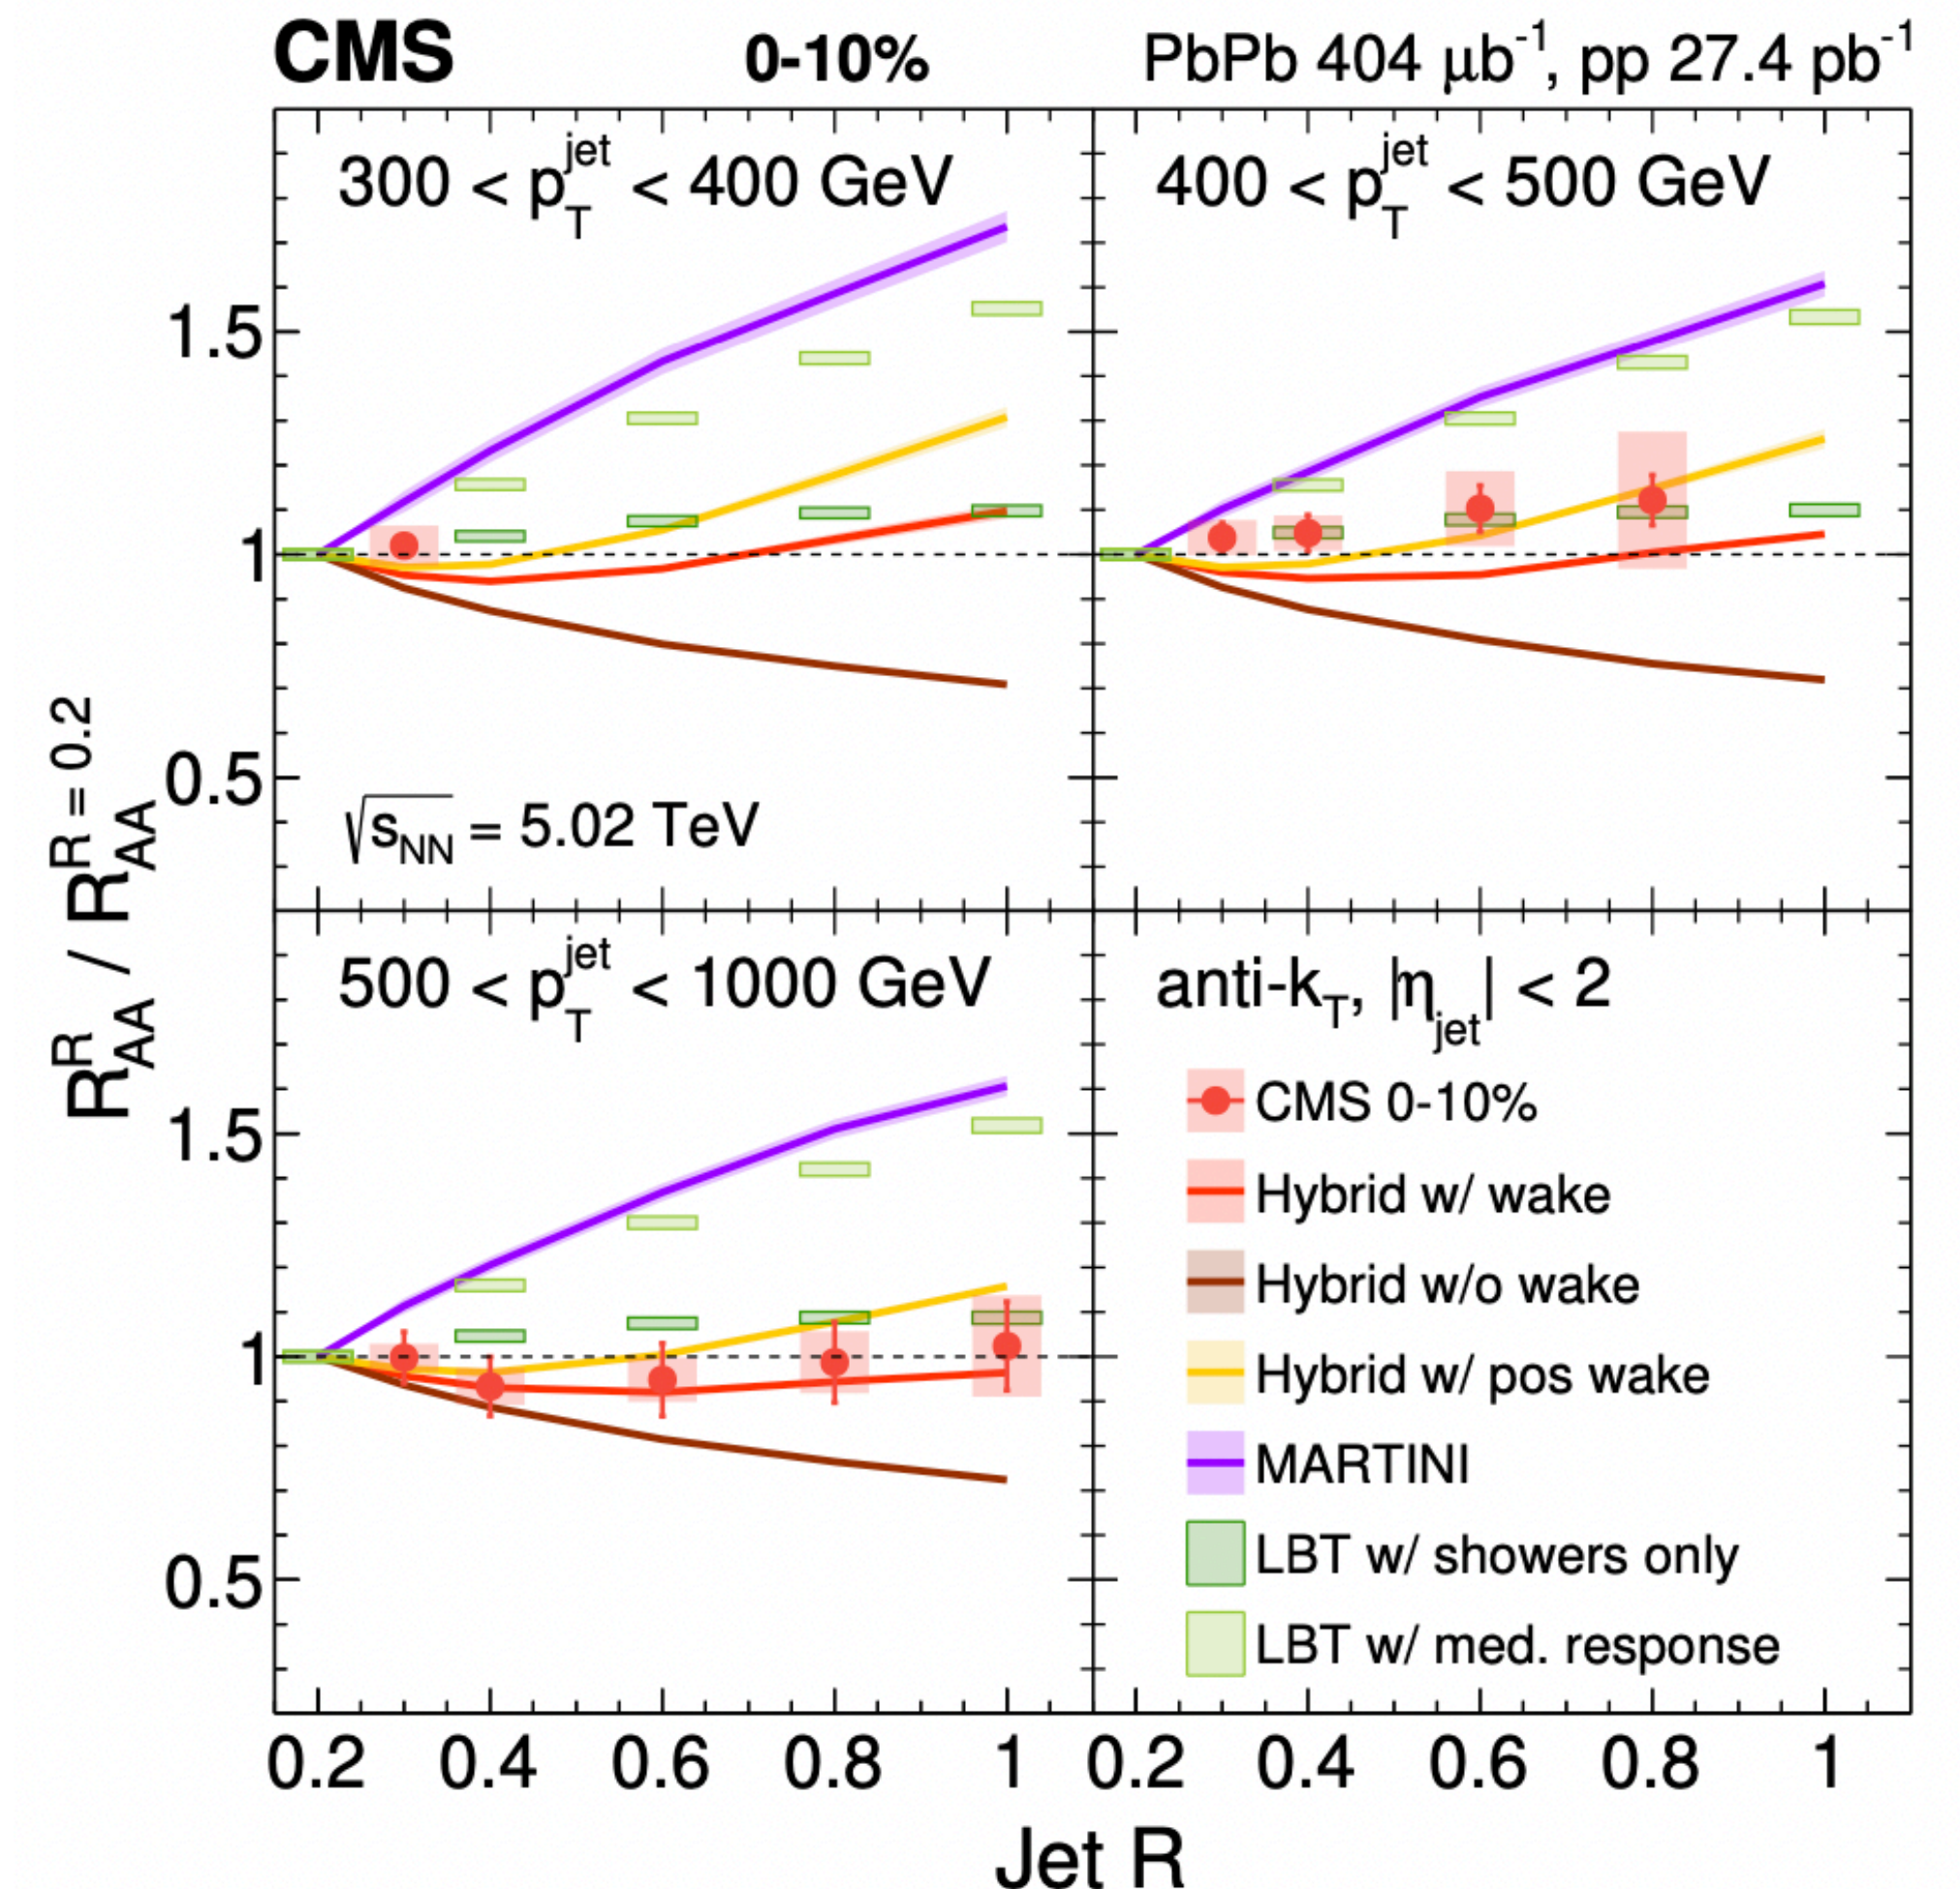 CMS 0-10% PbPb 404 μb⁻¹, pp 27.4 pb⁻¹
300 < p_T^jet < 400 GeV
400 < p_T^jet < 500 GeV
1.5
1
0.5
√s_NN = 5.02 TeV
R_AA^R / R_AA^R = 0.2
500 < p_T^jet < 1000 GeV
1.5
1
0.5
anti-k_T, |η_jet| < 2
CMS 0-10%
Hybrid w/ wake
Hybrid w/o wake
Hybrid w/ pos wake
MARTINI
LBT w/ showers only
LBT w/ med. response
0.2 0.4 0.6 0.8 1 0.2 0.4 0.6 0.8 1
Jet R